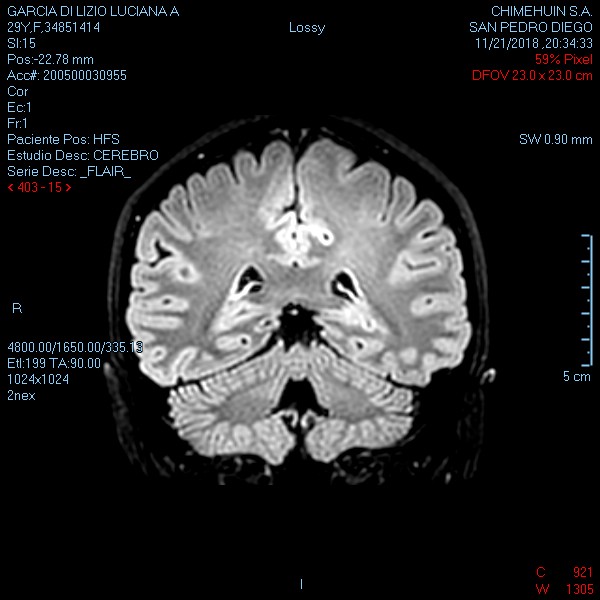 GARCIA DI LIZIO LUCIANA A
29Y,F,34851414
Sl:15
Pos:-22.78 mm
Acc#: 200500030955
Cor
Ec:1
Fr:1
Paciente Pos: HFS
Estudio Desc: CEREBRO
Serie Desc: _FLAIR_
< 403 - 15 >
Lossy
CHIMEHUIN S.A.
SAN PEDRO DIEGO
11/21/2018 ,20:34:33
59% Pixel
DFOV 23.0 x 23.0 cm
SW 0.90 mm
R
4800.00/1650.00/335.13
Etl:199 TA:90.00
1024x1024
2nex
5 cm
I
C 921
W 1305